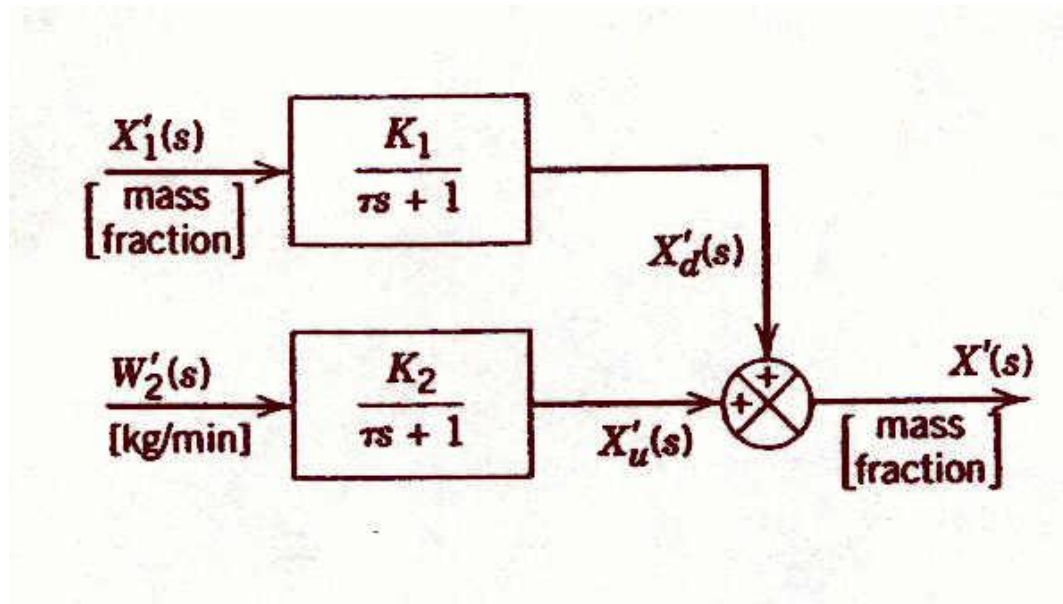 X′₁(s)
[mass
fraction]
K₁
τs + 1
X′d(s)
W′₂(s)
[kg/min]
K₂
τs + 1
X′u(s)
+
+
X′(s)
[mass
fraction]